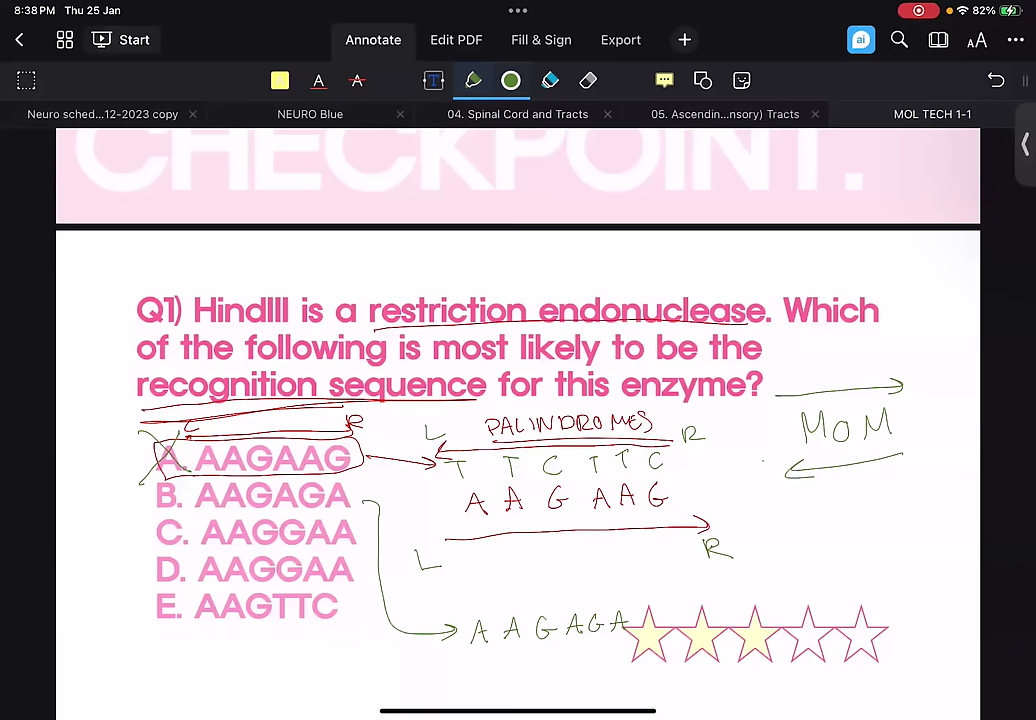 8:38 PM Thu 25 Jan
82%
Start
Annotate
Edit PDF
Fill & Sign
Export
ai
AA
A
A
T
Neuro sched...12-2023 copy
NEURO Blue
04. Spinal Cord and Tracts
05. Ascendin...nsory) Tracts
MOL TECH 1-1
CHECKPOINT.
Q1) HindIII is a restriction endonuclease. Which
of the following is most likely to be the
recognition sequence for this enzyme?
MOM
L PALINDROMES R
L R
A. AAGAAG
T T C T T C
B. AAGAGA
A A G A A G
C. AAGGAA
L R
D. AAGGAA
E. AAGTTC
A A G A G A